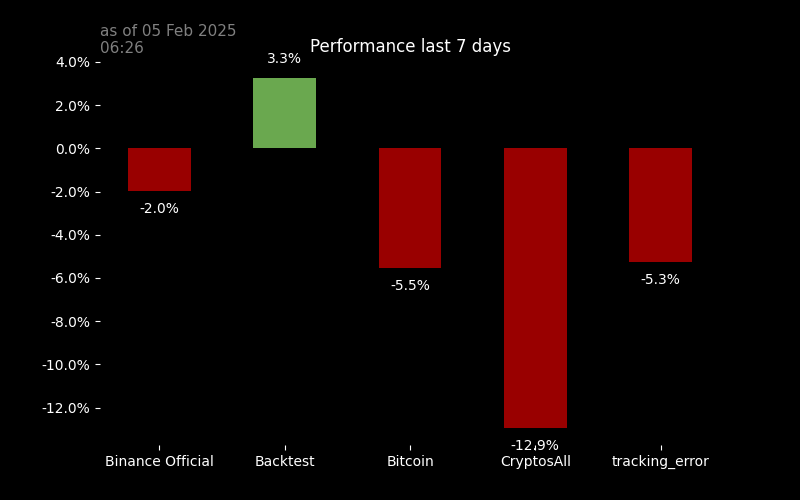 as of 05 Feb 2025
06:26
Performance last 7 days
4.0%
2.0%
0.0%
-2.0%
-4.0%
-6.0%
-8.0%
-10.0%
-12.0%
-2.0%
3.3%
-5.5%
-12.9%
-5.3%
Binance Official
Backtest
Bitcoin
CryptosAll
tracking_error